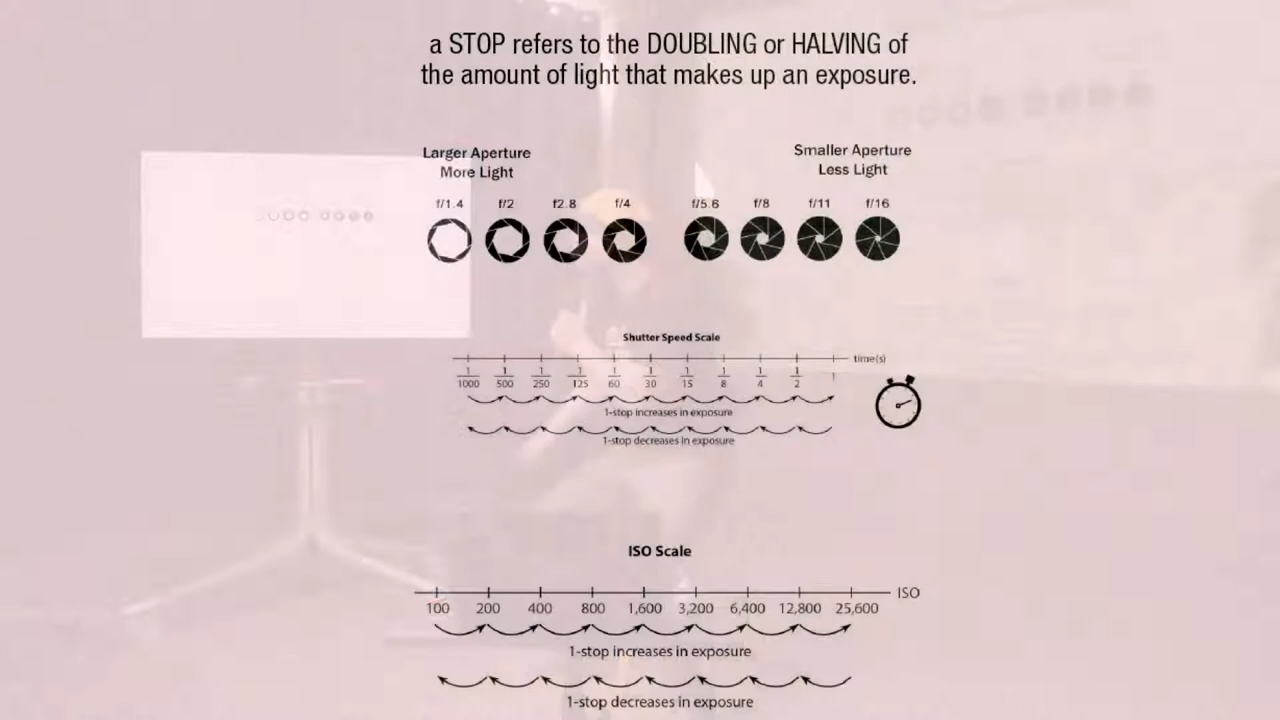 a STOP refers to the DOUBLING or HALVING of
the amount of light that makes up an exposure.
Larger Aperture
More Light
Smaller Aperture
Less Light
f/1.4 f/2 f2.8 f/4 f/5.6 f/8 f/11 f/16
Shutter Speed Scale
time(s)
1/1000 1/500 1/250 1/125 1/60 1/30 1/15 1/8 1/4 1/2 1
1-stop increases in exposure
1-stop decreases in exposure
ISO Scale
ISO
100 200 400 800 1,600 3,200 6,400 12,800 25,600
1-stop increases in exposure
1-stop decreases in exposure